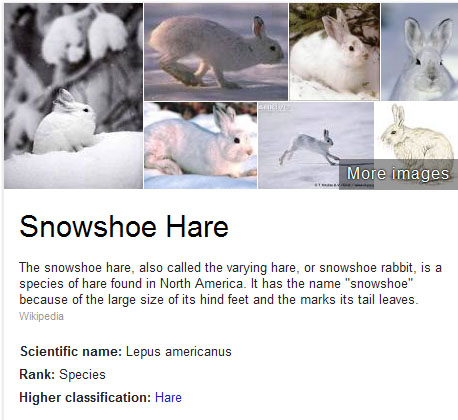 More images
Snowshoe Hare
The snowshoe hare, also called the varying hare, or snowshoe rabbit, is a
species of hare found in North America. It has the name "snowshoe"
because of the large size of its hind feet and the marks its tail leaves.
Wikipedia
Scientific name: Lepus americanus
Rank: Species
Higher classification: Hare